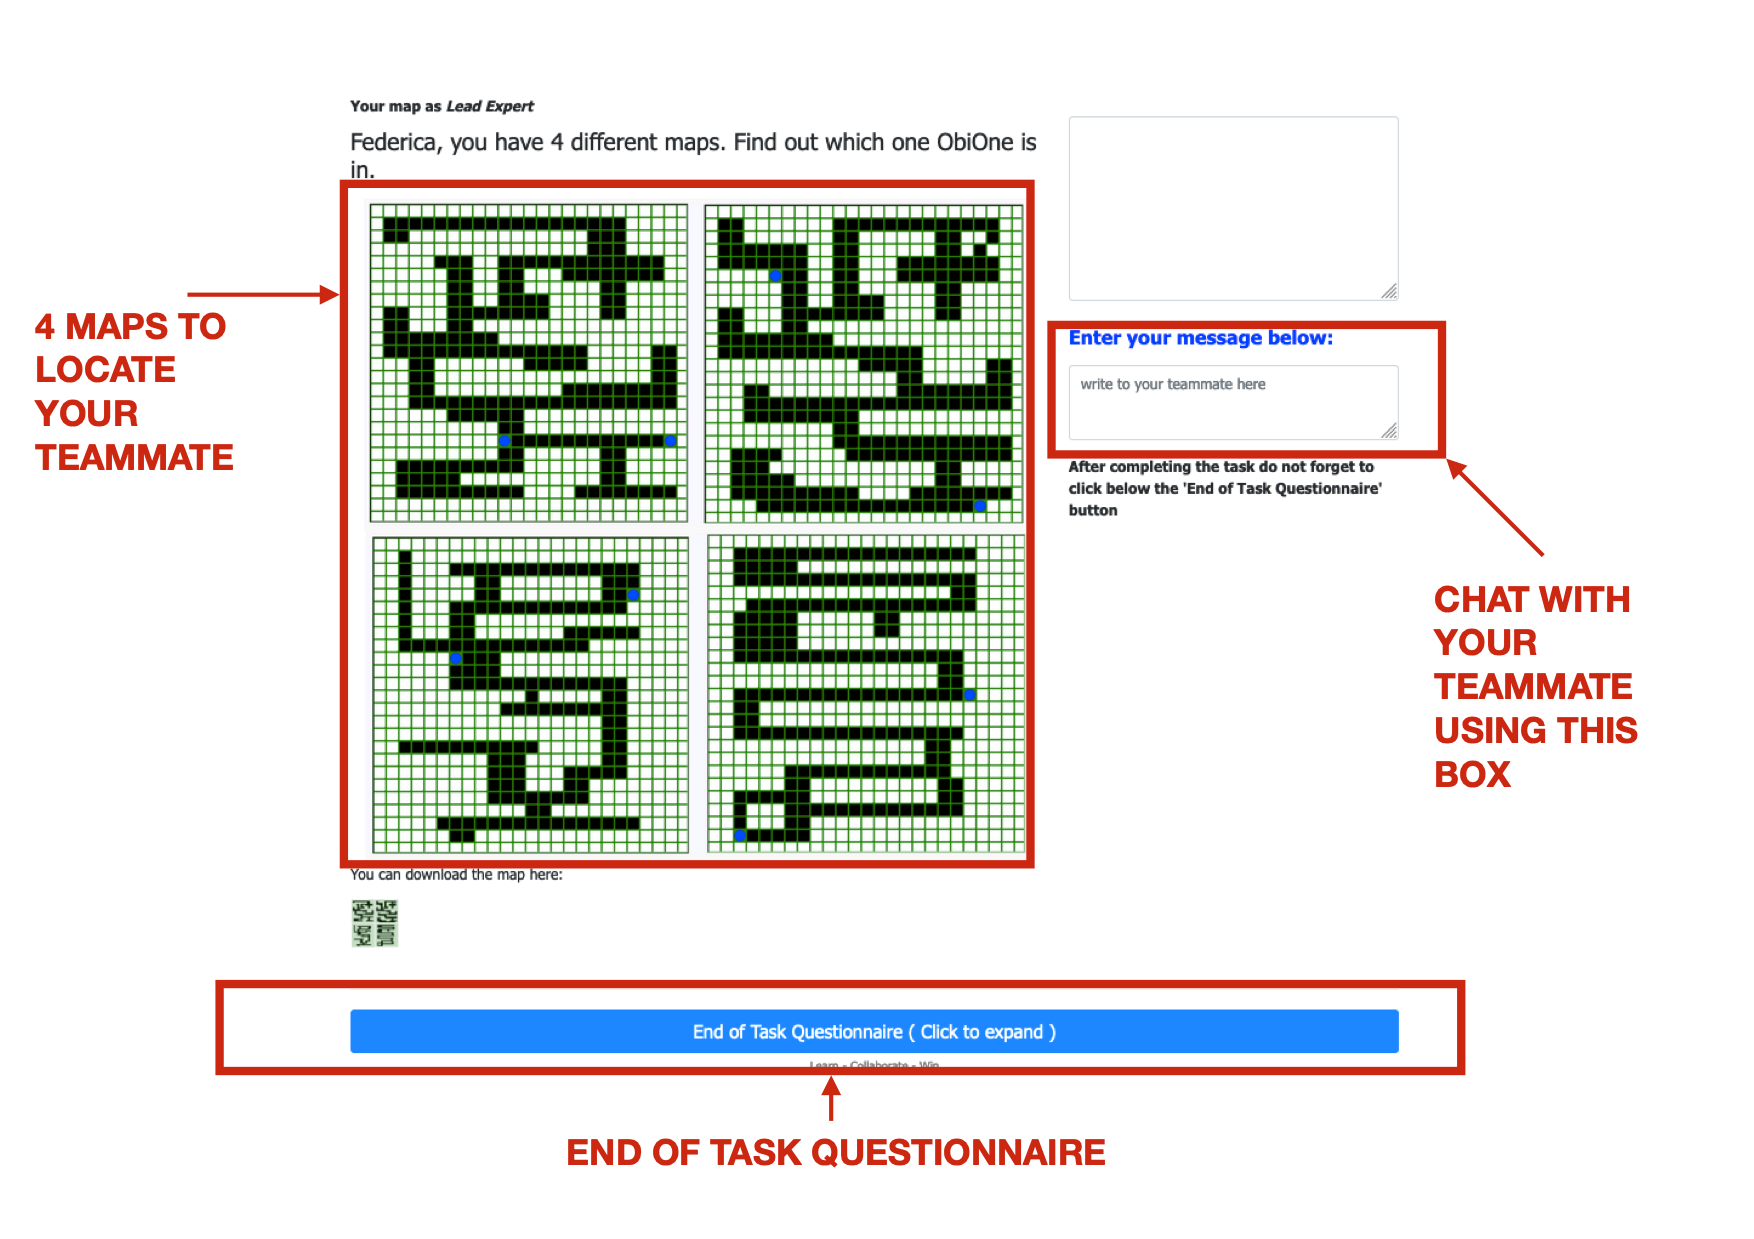 Your map as Lead Expert
Federica, you have 4 different maps. Find out which one ObiOne is
in.
4 MAPS TO
LOCATE
YOUR
TEAMMATE
Enter your message below:
write to your teammate here
After completing the task do not forget to
click below the 'End of Task Questionnaire'
button
CHAT WITH
YOUR
TEAMMATE
USING THIS
BOX
You can download the map here:
End of Task Questionnaire ( Click to expand )
Learn - Collaborate - Win
END OF TASK QUESTIONNAIRE